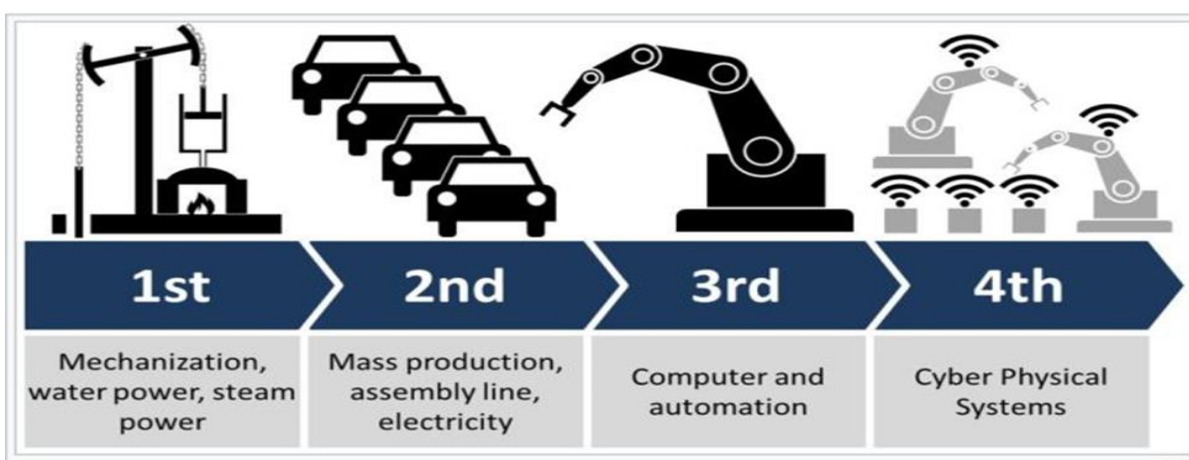 1st
2nd
3rd
4th
Mechanization,
water power, steam
power
Mass production,
assembly line,
electricity
Computer and
automation
Cyber Physical
Systems